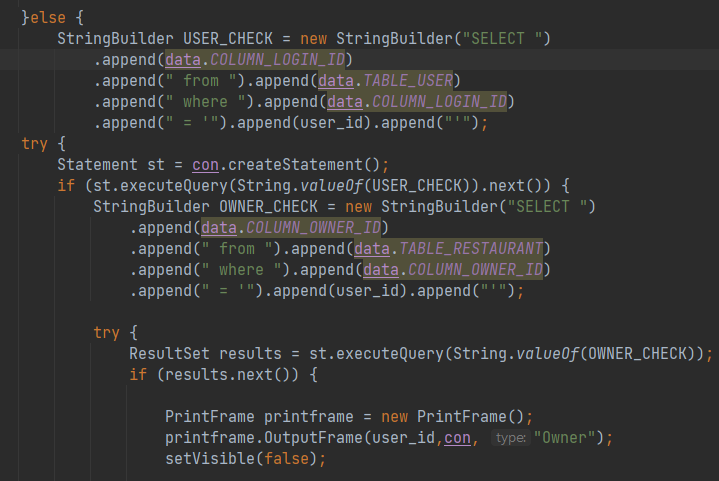 }else {
StringBuilder USER_CHECK = new StringBuilder("SELECT ")
.append(data.COLUMN_LOGIN_ID)
.append(" from ").append(data.TABLE_USER)
.append(" where ").append(data.COLUMN_LOGIN_ID)
.append(" = '").append(user_id).append("'");
try {
Statement st = con.createStatement();
if (st.executeQuery(String.valueOf(USER_CHECK)).next()) {
StringBuilder OWNER_CHECK = new StringBuilder("SELECT ")
.append(data.COLUMN_OWNER_ID)
.append(" from ").append(data.TABLE_RESTAURANT)
.append(" where ").append(data.COLUMN_OWNER_ID)
.append(" = '").append(user_id).append("'");
try {
ResultSet results = st.executeQuery(String.valueOf(OWNER_CHECK));
if (results.next()) {
PrintFrame printframe = new PrintFrame();
printframe.OutputFrame(user_id,con, type: "Owner");
setVisible(false);